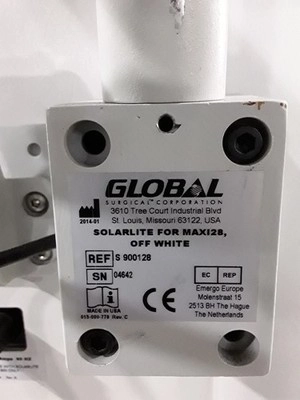 GLOBAL
SURGICAL CORPORATION
3610 Tree Court Industrial Blvd
St. Louis, Missouri 63122, USA
2014-01
SOLARLITE FOR MAXI28,
OFF WHITE
REF S 900128
SN 04642
EC REP
Emergo Europe
Molenstraat 15
2513 BH The Hague
The Netherlands
CE
MADE IN USA